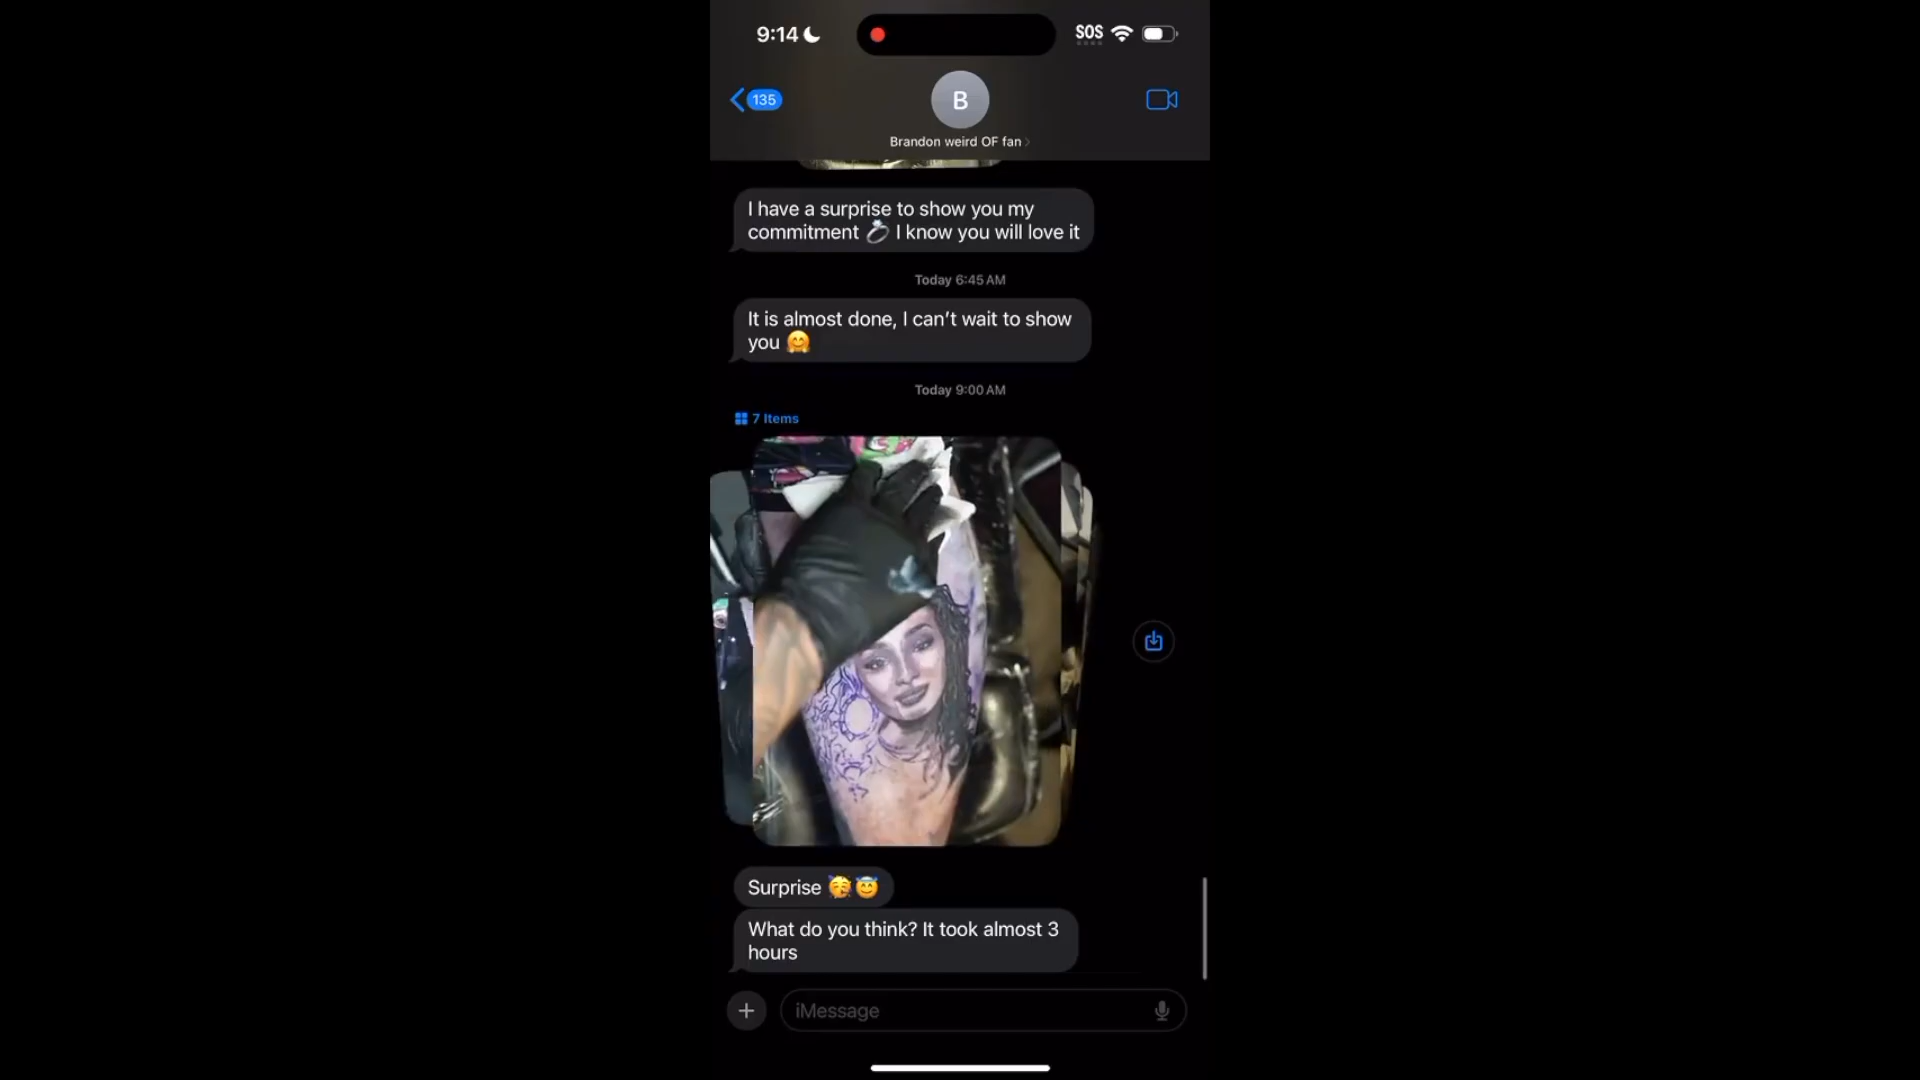 9:14
SOS
135
B
Brandon weird OF fan
I have a surprise to show you my
commitment 💍 I know you will love it
Today 6:45 AM
It is almost done, I can't wait to show
you 🤗
Today 9:00 AM
7 Items
Surprise 🥳😇
What do you think? It took almost 3
hours
iMessage